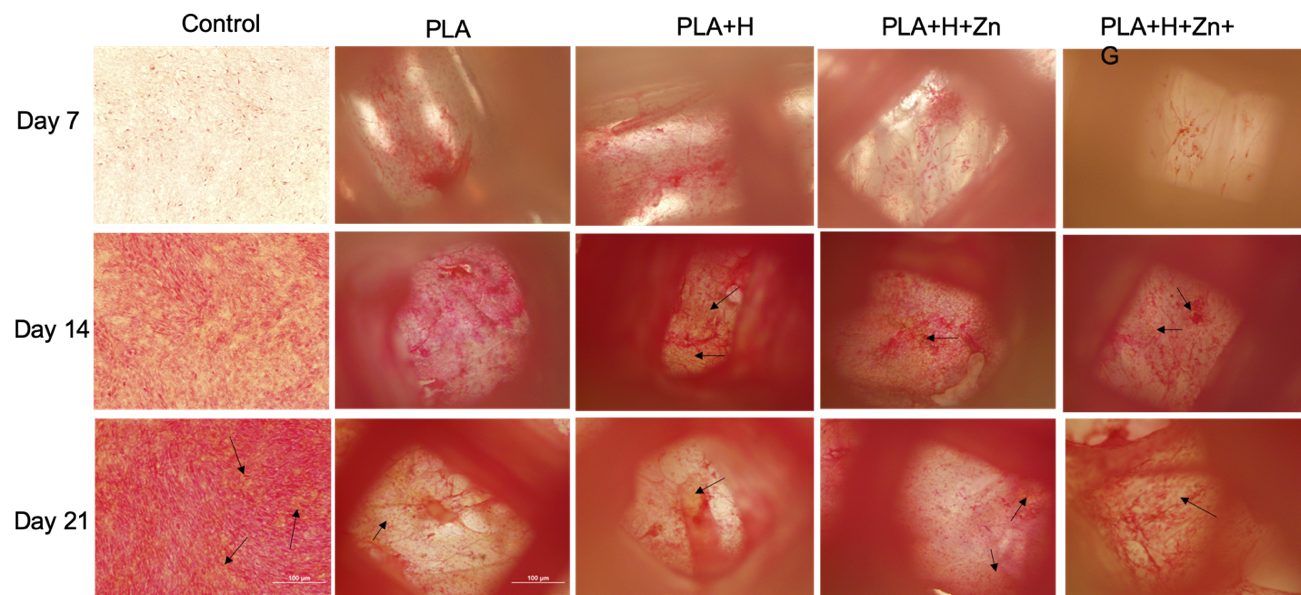 Control PLA PLA+H PLA+H+Zn PLA+H+Zn+
G
Day 7
Day 14
Day 21
100 µm 100 µm